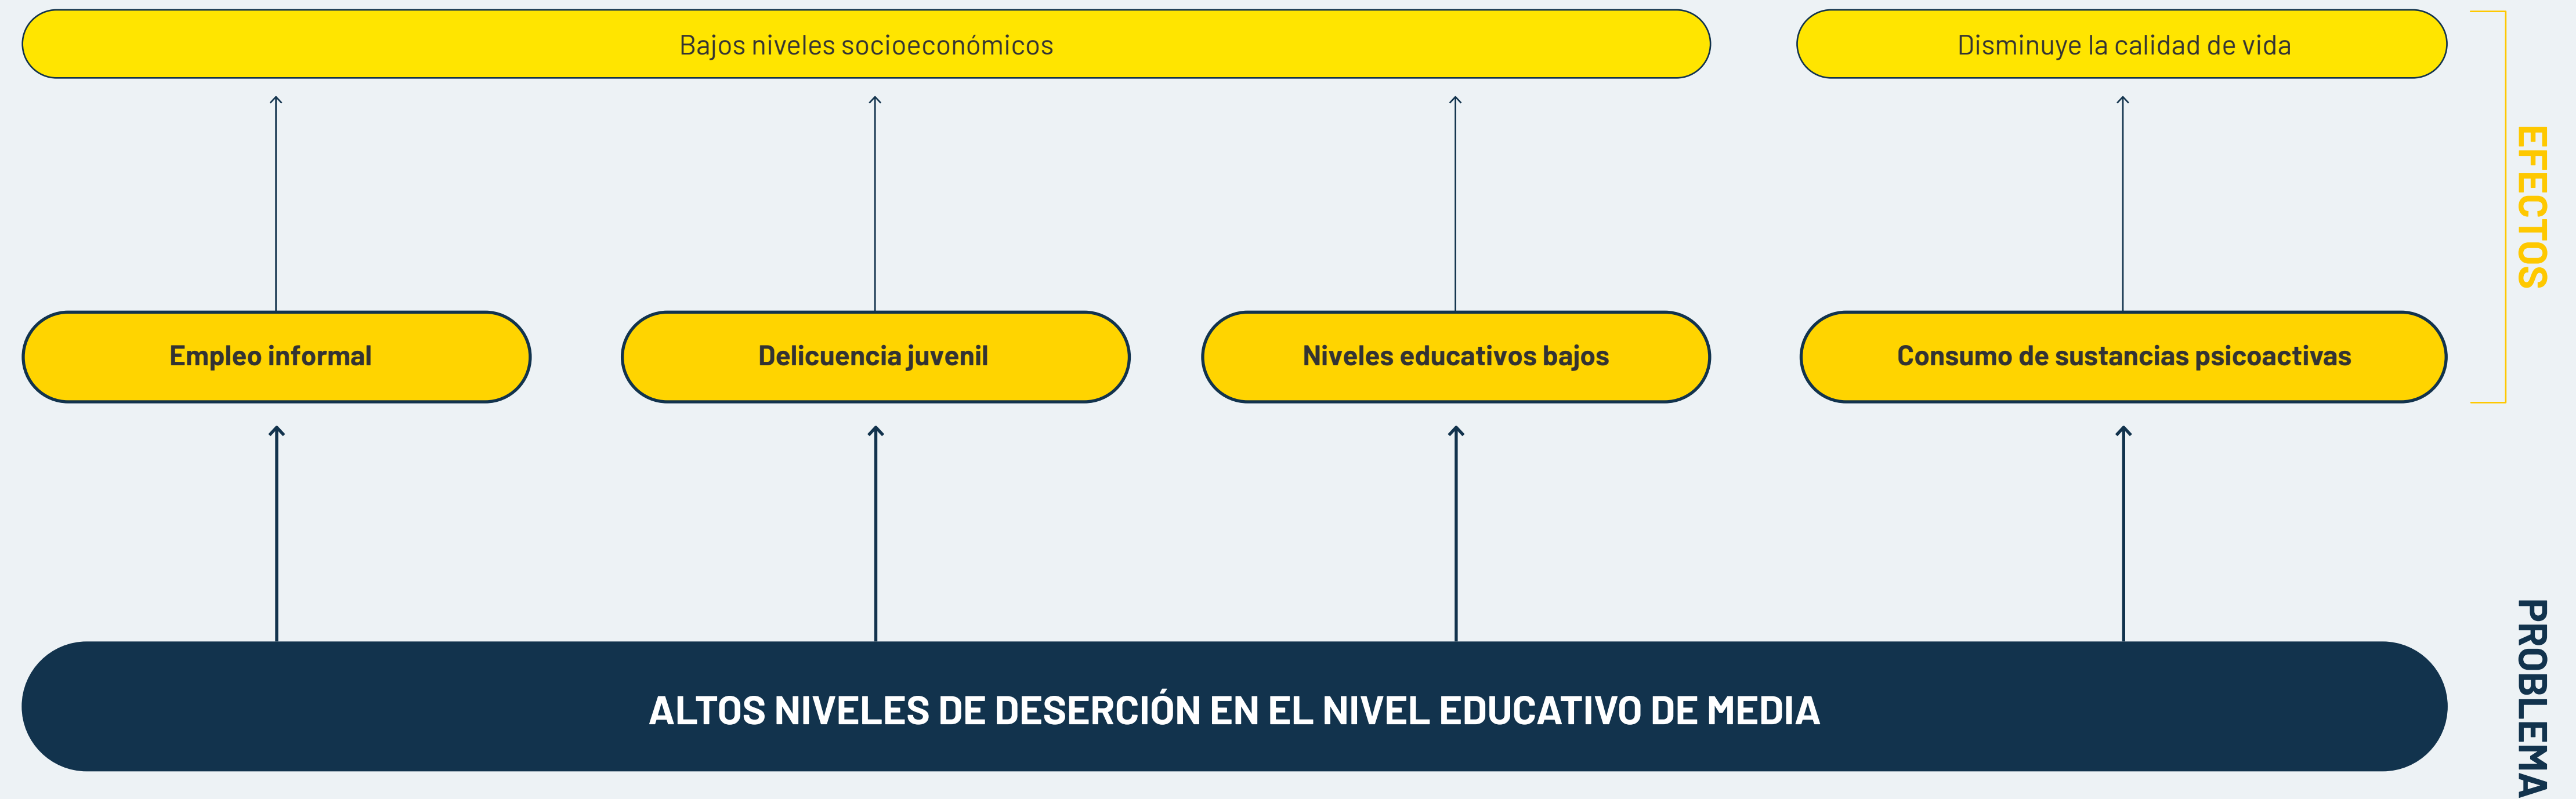 Bajos niveles socioeconómicos
Disminuye la calidad de vida
EFECTOS
Empleo informal
Delicuencia juvenil
Niveles educativos bajos
Consumo de sustancias psicoactivas
ALTOS NIVELES DE DESERCIÓN EN EL NIVEL EDUCATIVO DE MEDIA
PROBLEMA